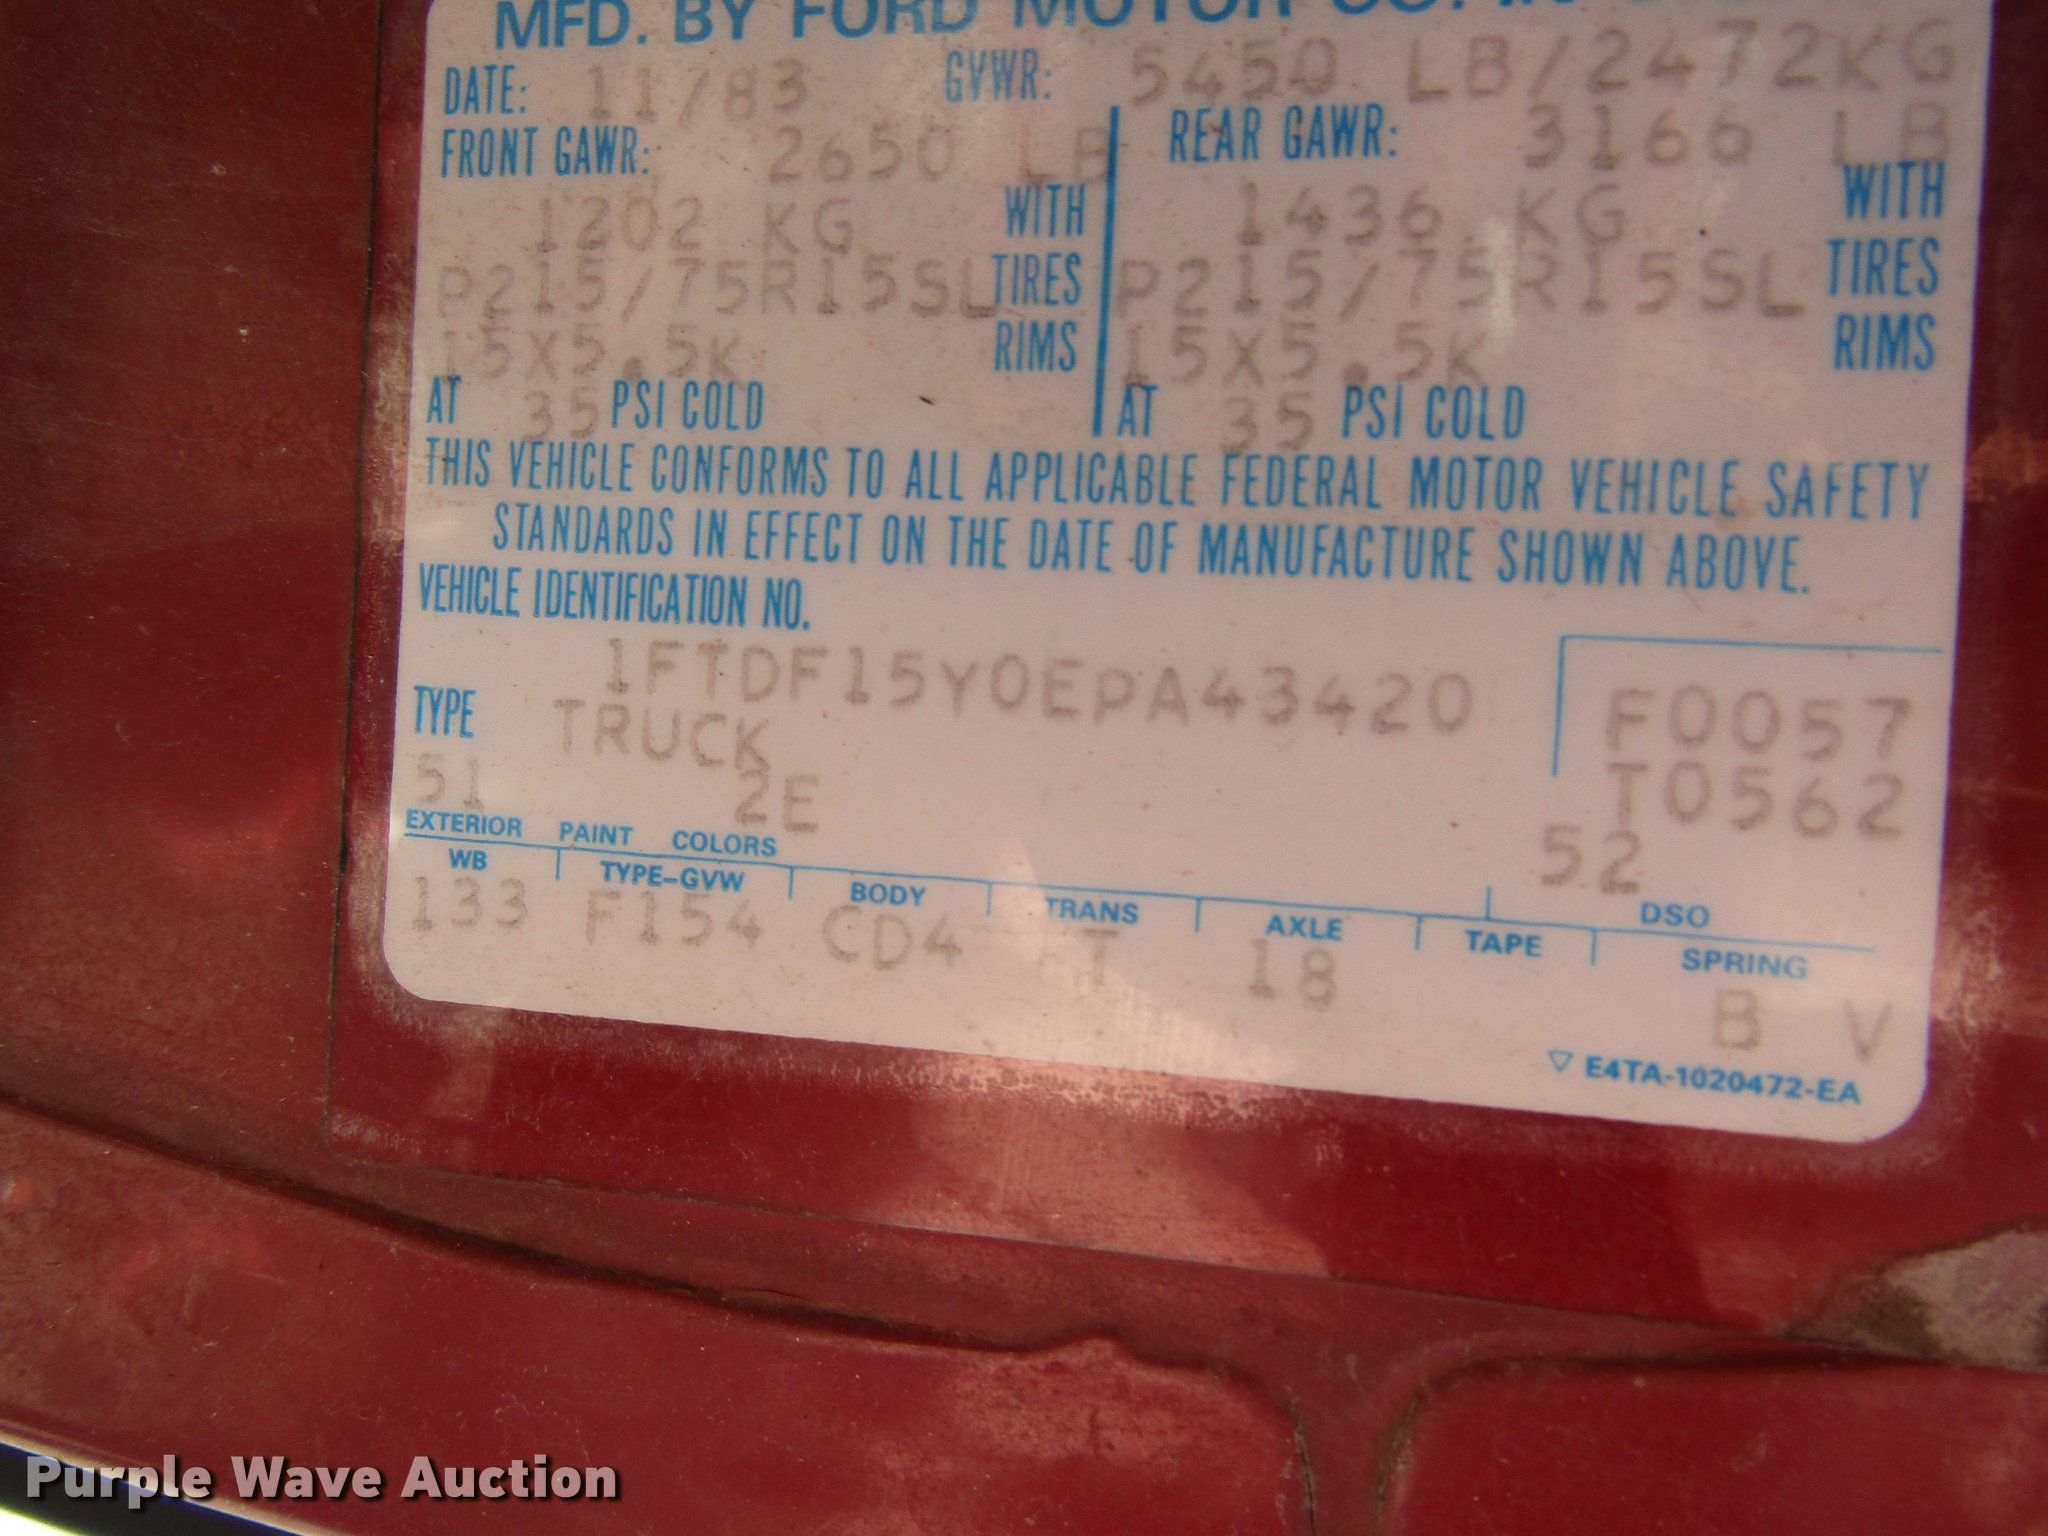 MFD. BY FORD MOTOR CO. IN
DATE: 11/83 GVWR: 5450 LB/2472KG
FRONT GAWR: 2650 LB REAR GAWR: 3166 LB
1202 KG WITH 1436 KG WITH
P215/75R15SL TIRES P215/75R15SL TIRES
15X5.5K RIMS 15X5.5K RIMS
AT 35 PSI COLD AT 35 PSI COLD
THIS VEHICLE CONFORMS TO ALL APPLICABLE FEDERAL MOTOR VEHICLE SAFETY
STANDARDS IN EFFECT ON THE DATE OF MANUFACTURE SHOWN ABOVE.
VEHICLE IDENTIFICATION NO.
1FTDF15Y0EPA43420 F0057
TYPE TRUCK T0562
51 2E 52
EXTERIOR PAINT COLORS DSO
WB TYPE-GVW BODY TRANS AXLE TAPE SPRING
133 F154 CD4 T 18 B V
▽ E4TA-1020472-EA
Purple Wave Auction